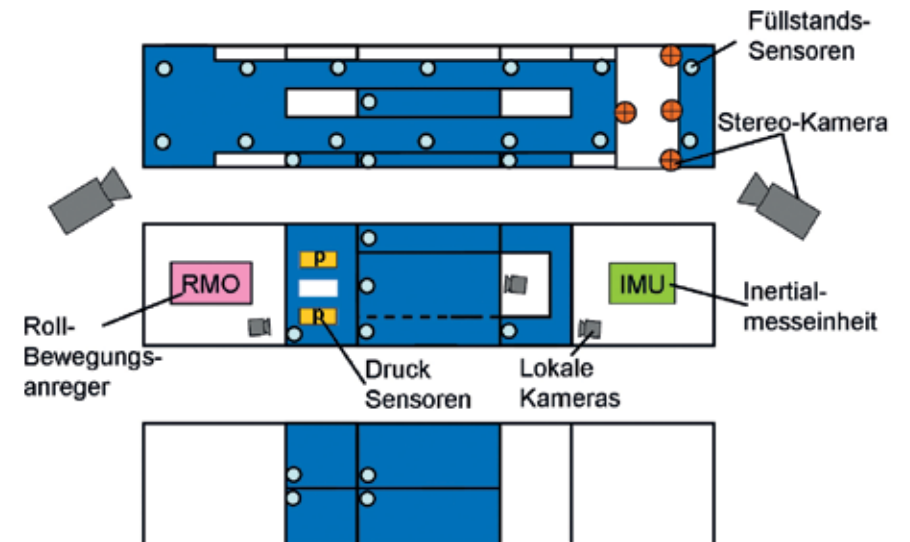 Füllstands-
Sensoren
Stereo-Kamera
RMO
p
p
IMU
Inertial-
messeinheit
Roll-
Bewegungs-
anreger
Druck
Sensoren
Lokale
Kameras